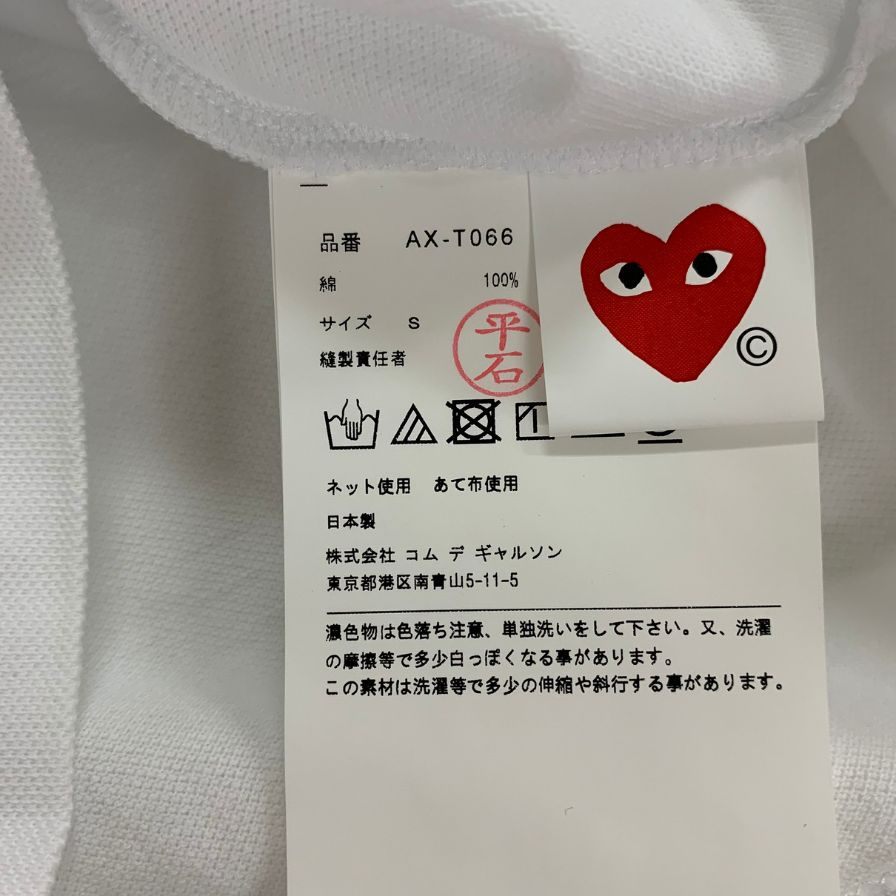 品番 AX-T066
綿 100%
サイズ S
縫製責任者 平石
ネット使用 あて布使用
日本製
株式会社 コム デ ギャルソン
東京都港区南青山5-11-5
濃色物は色落ち注意、単独洗いをして下さい。又、洗濯
の摩擦等で多少白っぽくなる事があります。
この素材は洗濯等で多少の伸縮や斜行する事があります。
©